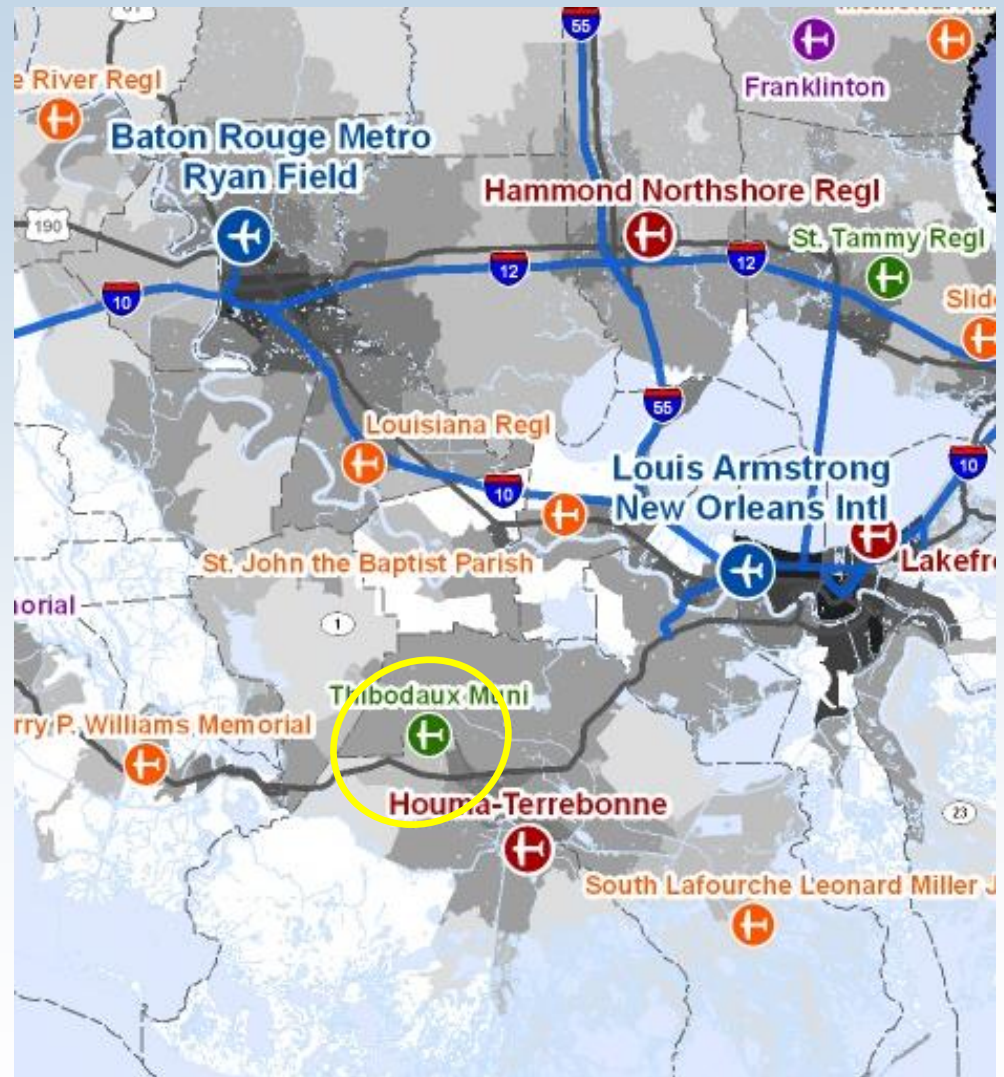 55
Franklinton
e River Regl
Baton Rouge Metro
Ryan Field
Hammond Northshore Regl
190
St. Tammy Regl
12
12
10
Slid
55
Louisiana Regl
Louis Armstrong
New Orleans Intl
10
10
St. John the Baptist Parish
Lakefr
orial
1
Thibodaux Muni
rry P. Williams Memorial
Houma-Terrebonne
23
South Lafourche Leonard Miller J